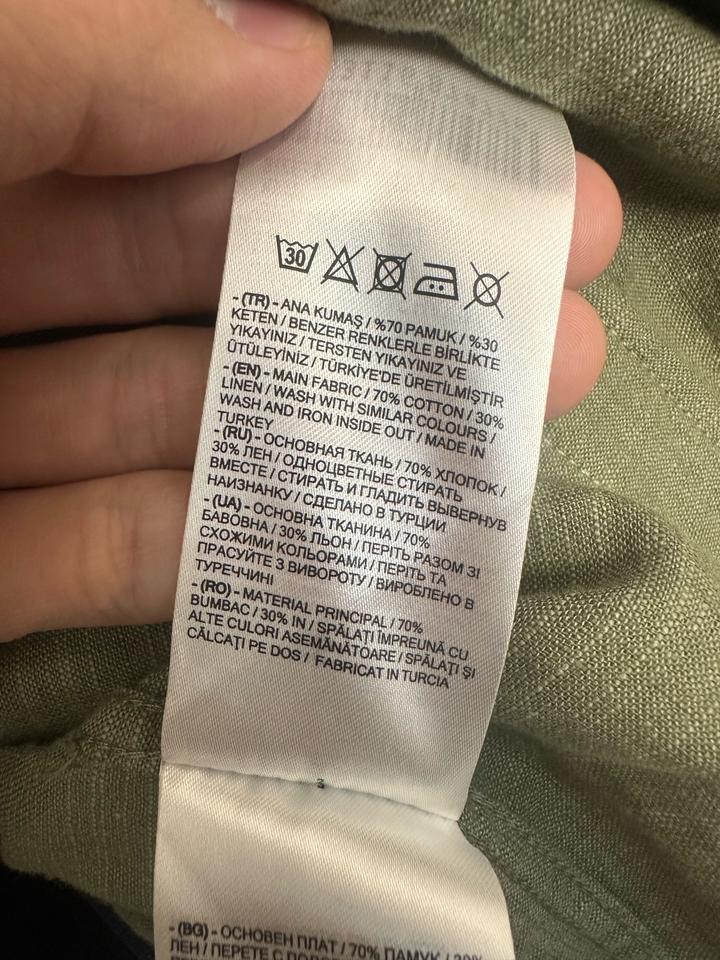 30
- (TR) - ANA KUMAŞ / %70 PAMUK / %30
KETEN / BENZER RENKLERLE BİRLİKTE
YIKAYINIZ / TERSTEN YIKAYINIZ VE
ÜTÜLEYİNİZ / TÜRKİYE'DE ÜRETİLMİŞTİR
- (EN) - MAIN FABRIC / 70% COTTON / 30%
LINEN / WASH WITH SIMILAR COLOURS /
WASH AND IRON INSIDE OUT / MADE IN
TURKEY
- (RU) - ОСНОВНАЯ ТКАНЬ / 70% ХЛОПОК /
30% ЛЕН / ОДНОЦВЕТНЫЕ СТИРАТЬ
ВМЕСТЕ / СТИРАТЬ И ГЛАДИТЬ ВЫВЕРНУВ
НАИЗНАНКУ / СДЕЛАНО В ТУРЦИИ
- (UA) - ОСНОВНА ТКАНИНА / 70%
БАВОВНА / 30% ЛЬОН / ПЕРІТЬ РАЗОМ ЗІ
СХОЖИМИ КОЛЬОРАМИ / ПЕРІТЬ ТА
ПРАСУЙТЕ З ВИВОРОТУ / ВИРОБЛЕНО В
ТУРЕЧЧИНІ
- (RO) - MATERIAL PRINCIPAL / 70%
BUMBAC / 30% IN / SPĂLAȚI ÎMPREUNĂ CU
ALTE CULORI ASEMĂNĂTOARE / SPĂLAȚI ȘI
CĂLCAȚI PE DOS / FABRICAT IN TURCIA
- (BG) - ОСНОВЕН ПЛАТ / 70% ПАМУК / 30%
ЛЕН / ПЕРЕТЕ С